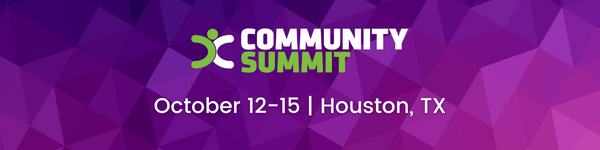 COMMUNITY
SUMMIT
October 12-15 | Houston, TX